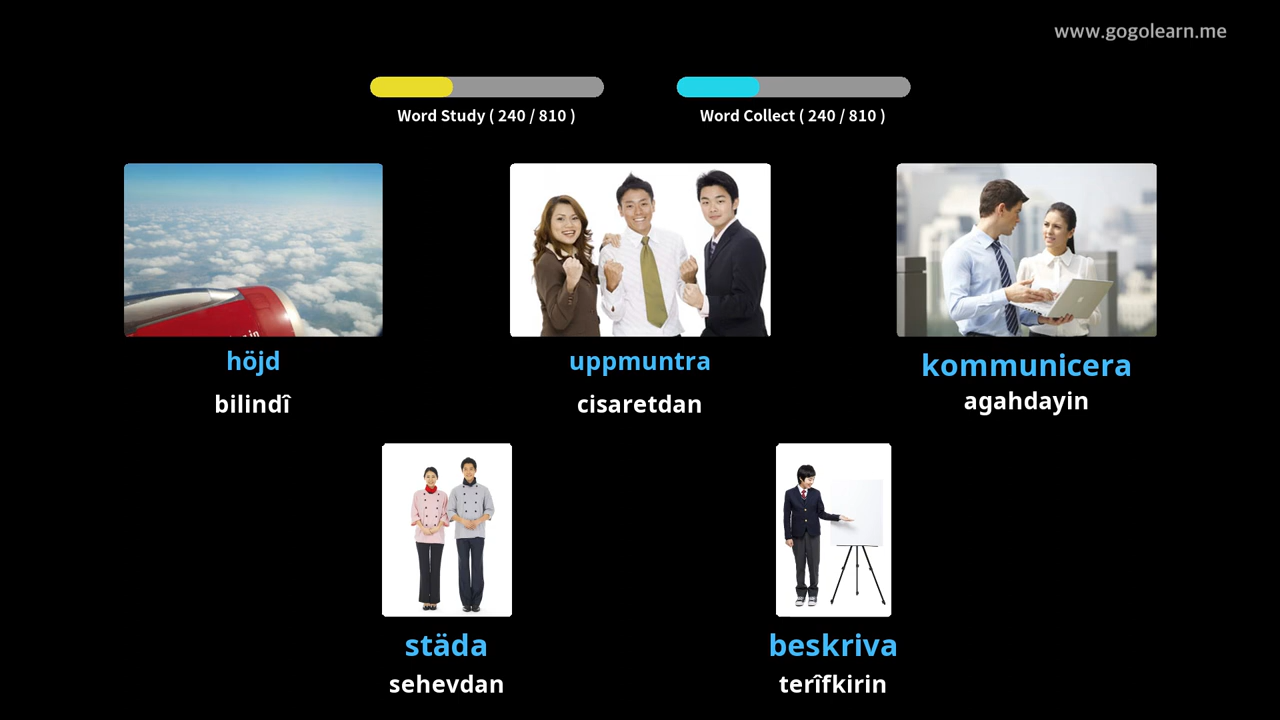 www.gogolearn.me
Word Study ( 240 / 810 )
Word Collect ( 240 / 810 )
höjd
bilindî
uppmuntra
cisaretdan
kommunicera
agahdayin
städa
sehevdan
beskriva
terîfkirin